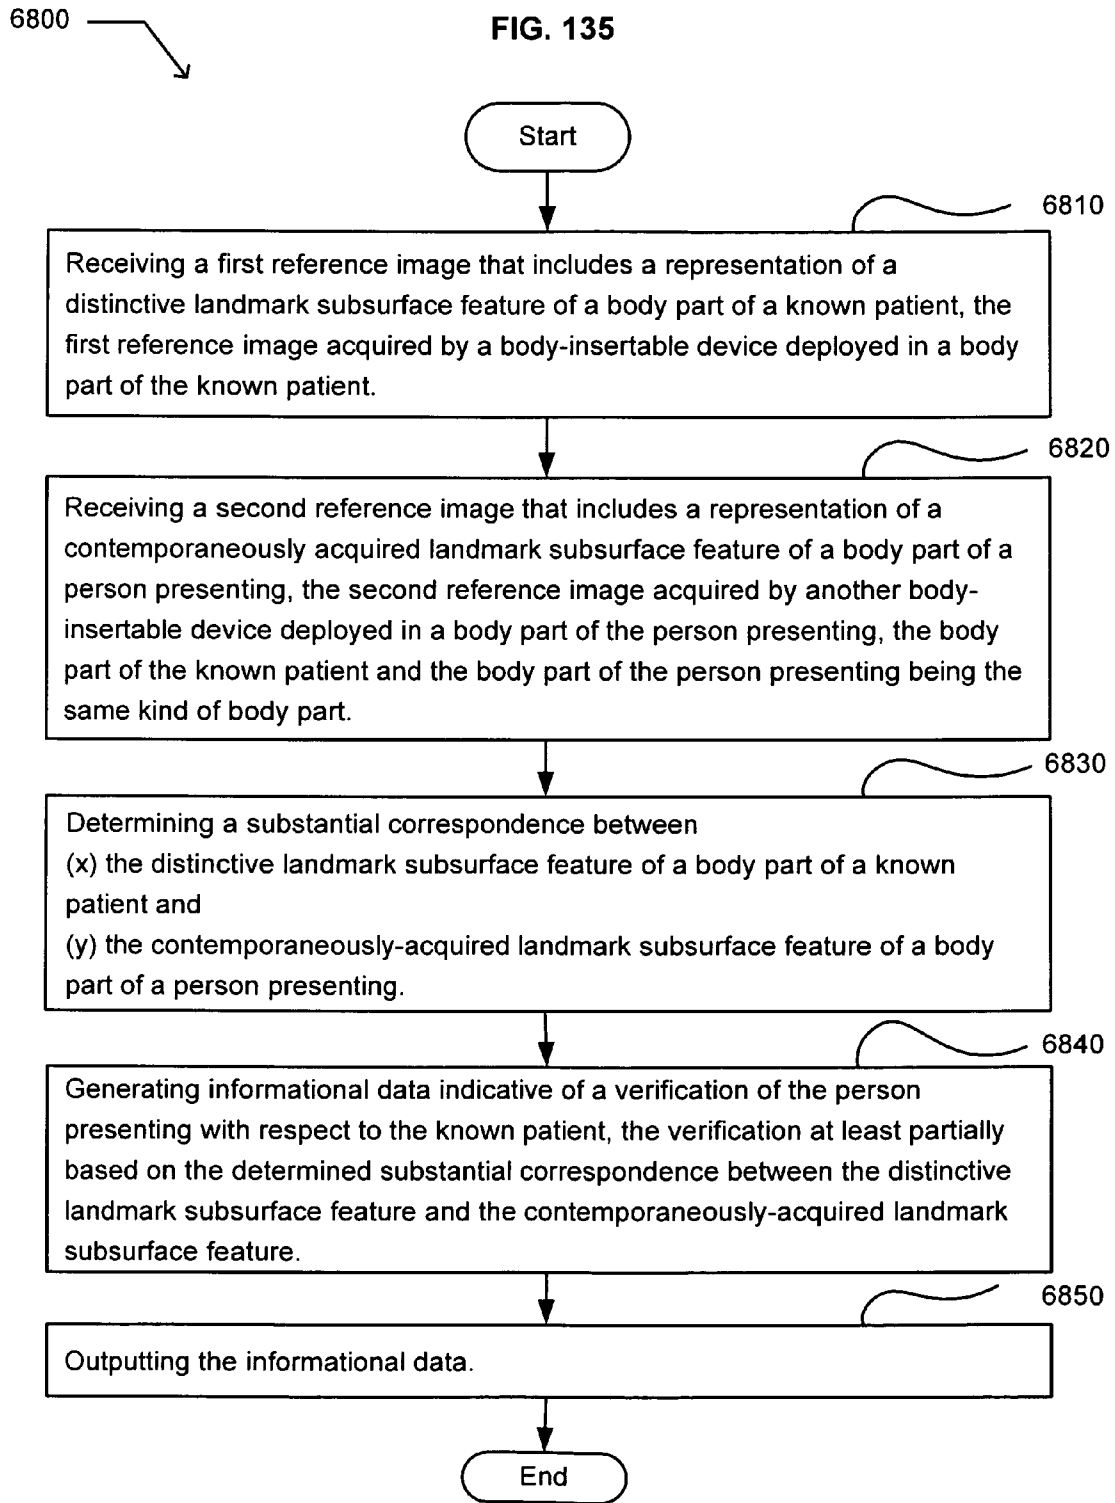 6800
FIG. 135
Start
6810
Receiving a first reference image that includes a representation of a
distinctive landmark subsurface feature of a body part of a known patient, the
first reference image acquired by a body-insertable device deployed in a body
part of the known patient.
6820
Receiving a second reference image that includes a representation of a
contemporaneously acquired landmark subsurface feature of a body part of a
person presenting, the second reference image acquired by another body-
insertable device deployed in a body part of the person presenting, the body
part of the known patient and the body part of the person presenting being the
same kind of body part.
6830
Determining a substantial correspondence between
(x) the distinctive landmark subsurface feature of a body part of a known
patient and
(y) the contemporaneously-acquired landmark subsurface feature of a body
part of a person presenting.
6840
Generating informational data indicative of a verification of the person
presenting with respect to the known patient, the verification at least partially
based on the determined substantial correspondence between the distinctive
landmark subsurface feature and the contemporaneously-acquired landmark
subsurface feature.
6850
Outputting the informational data.
End